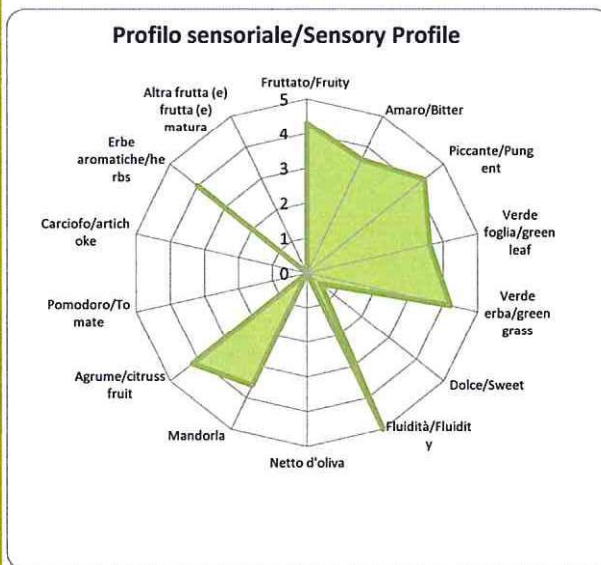 Profilo sensoriale/Sensory Profile
Fruttato/Fruity
Amaro/Bitter
Piccante/Pung
ent
Verde
foglia/green
leaf
Verde
erba/green
grass
Dolce/Sweet
Fluidità/Fluidit
y
Netto d'oliva
Mandorla
Agrume/citruss
fruit
Pomodoro/To
mate
Carciofo/artich
oke
Erbe
aromatiche/he
rbs
Altra frutta (e)
frutta (e)
matura
5
4
3
2
1
0